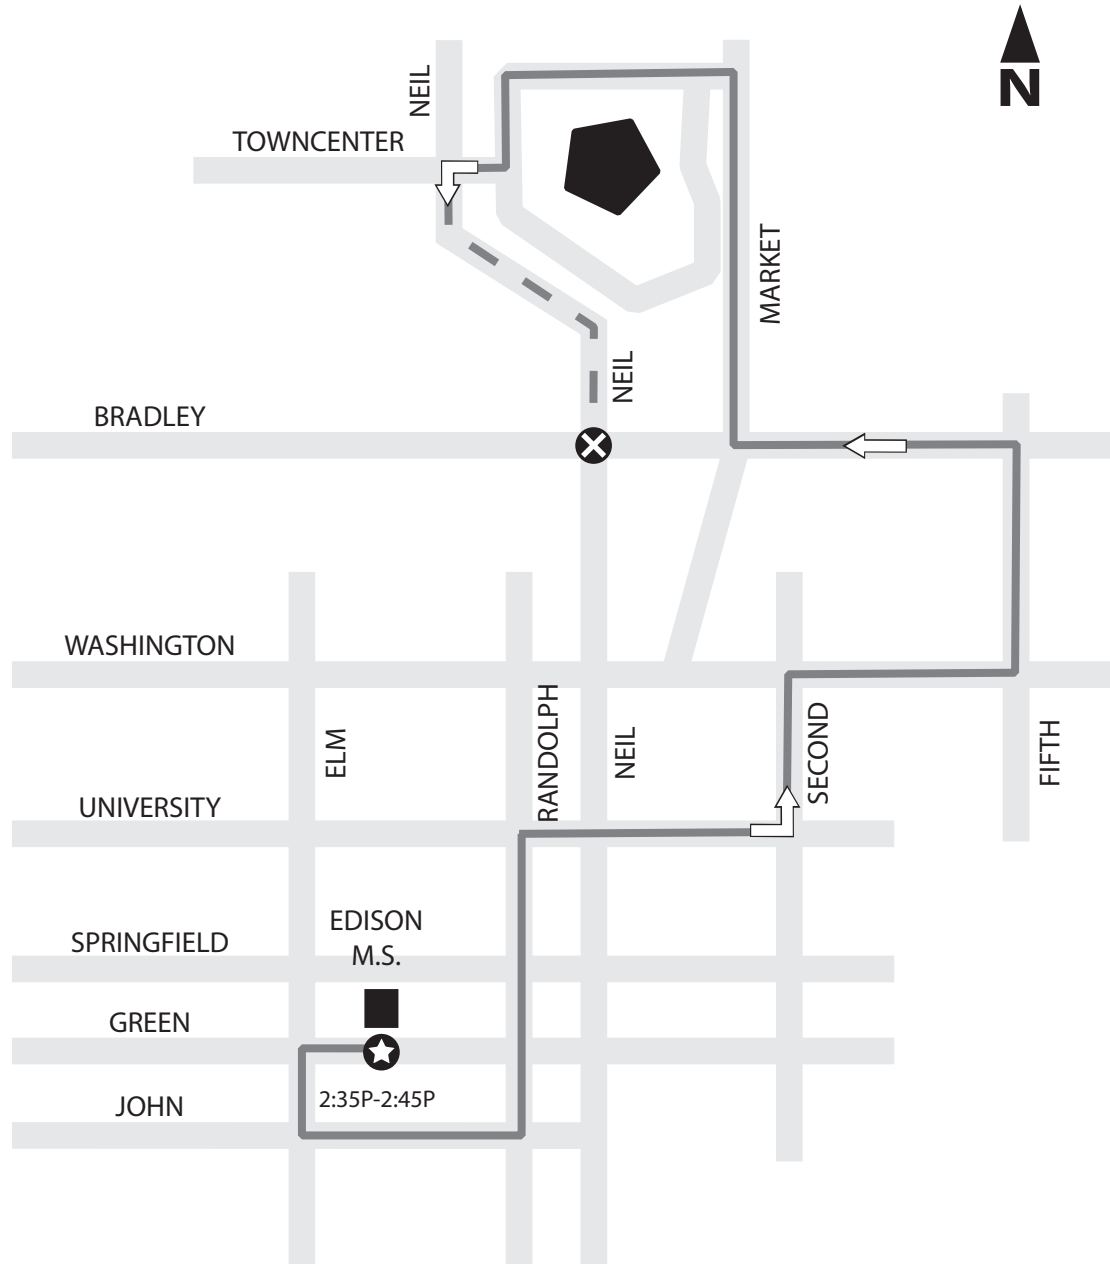 N
NEIL
TOWNCENTER
MARKET
NEIL
BRADLEY
WASHINGTON
ELM
RANDOLPH
NEIL
SECOND
FIFTH
UNIVERSITY
EDISON
M.S.
SPRINGFIELD
GREEN
2:35P-2:45P
JOHN